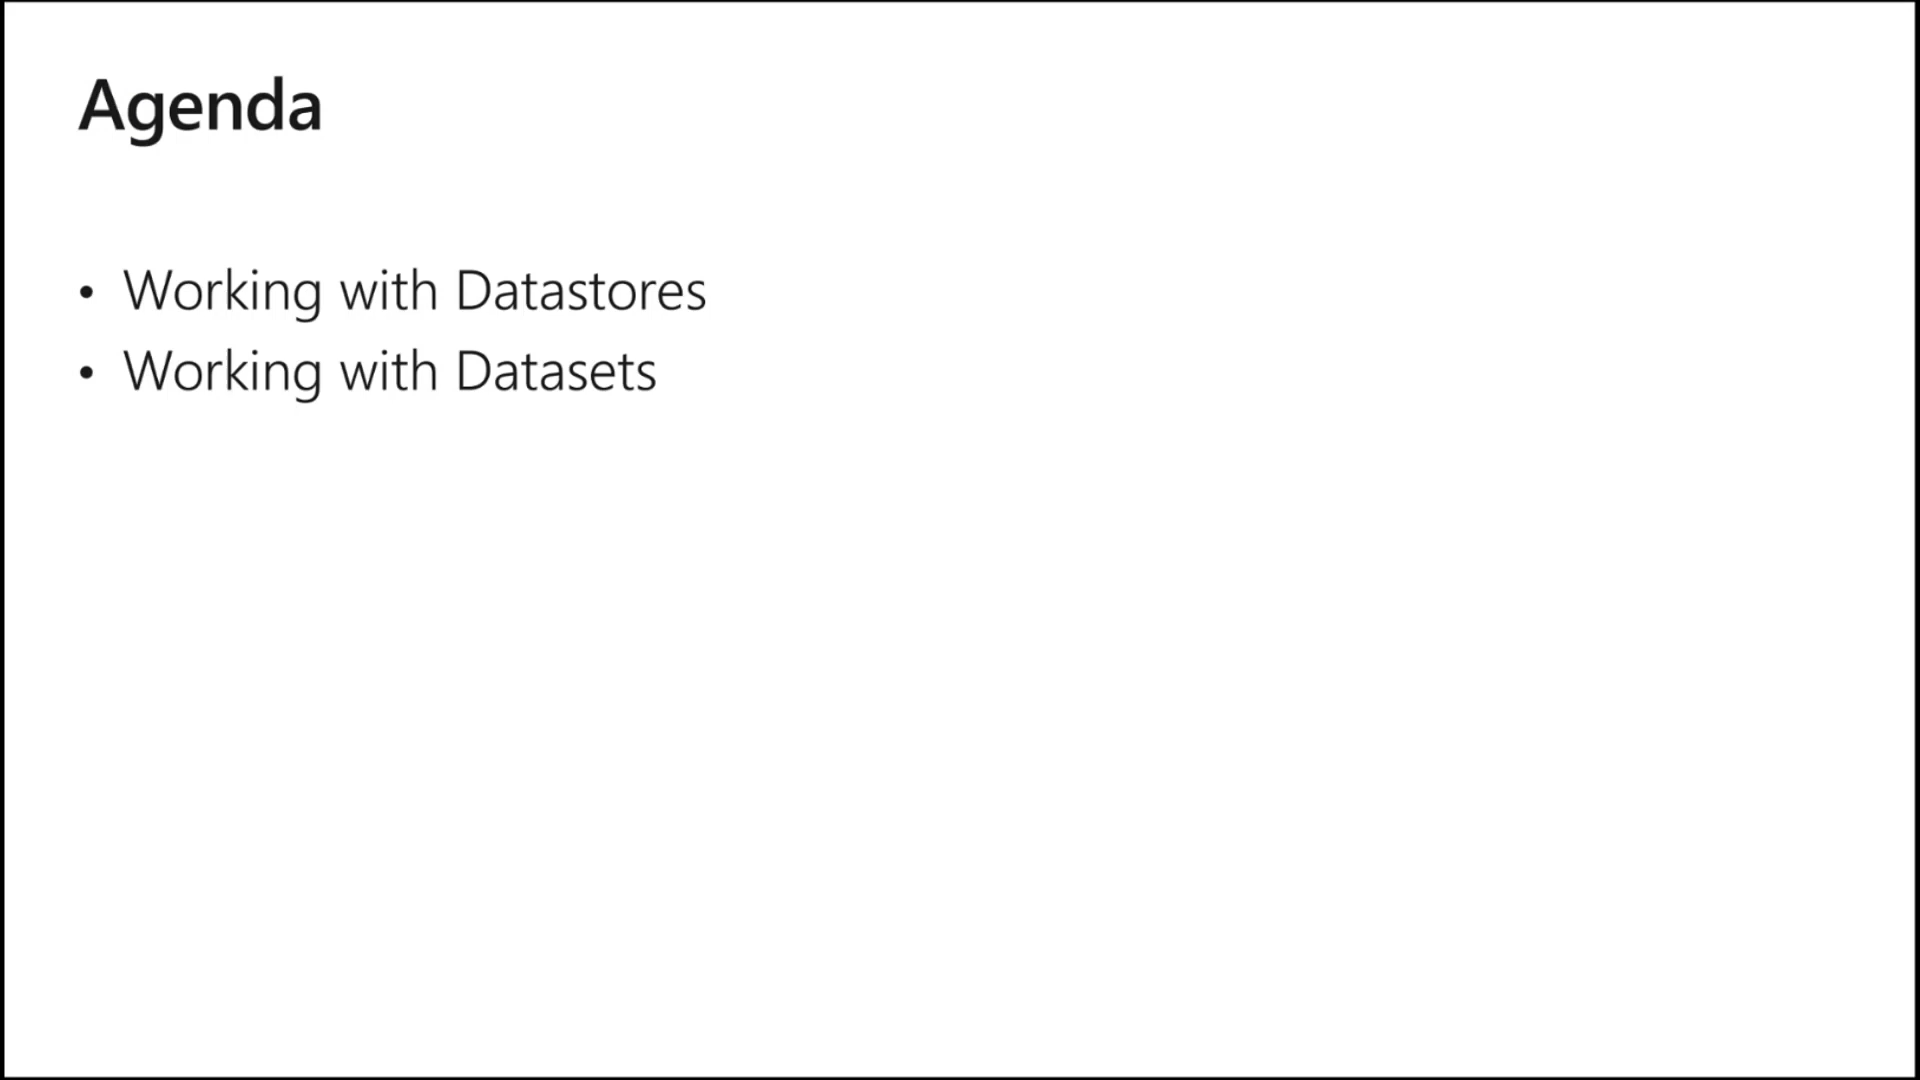 Agenda
• Working with Datastores
• Working with Datasets